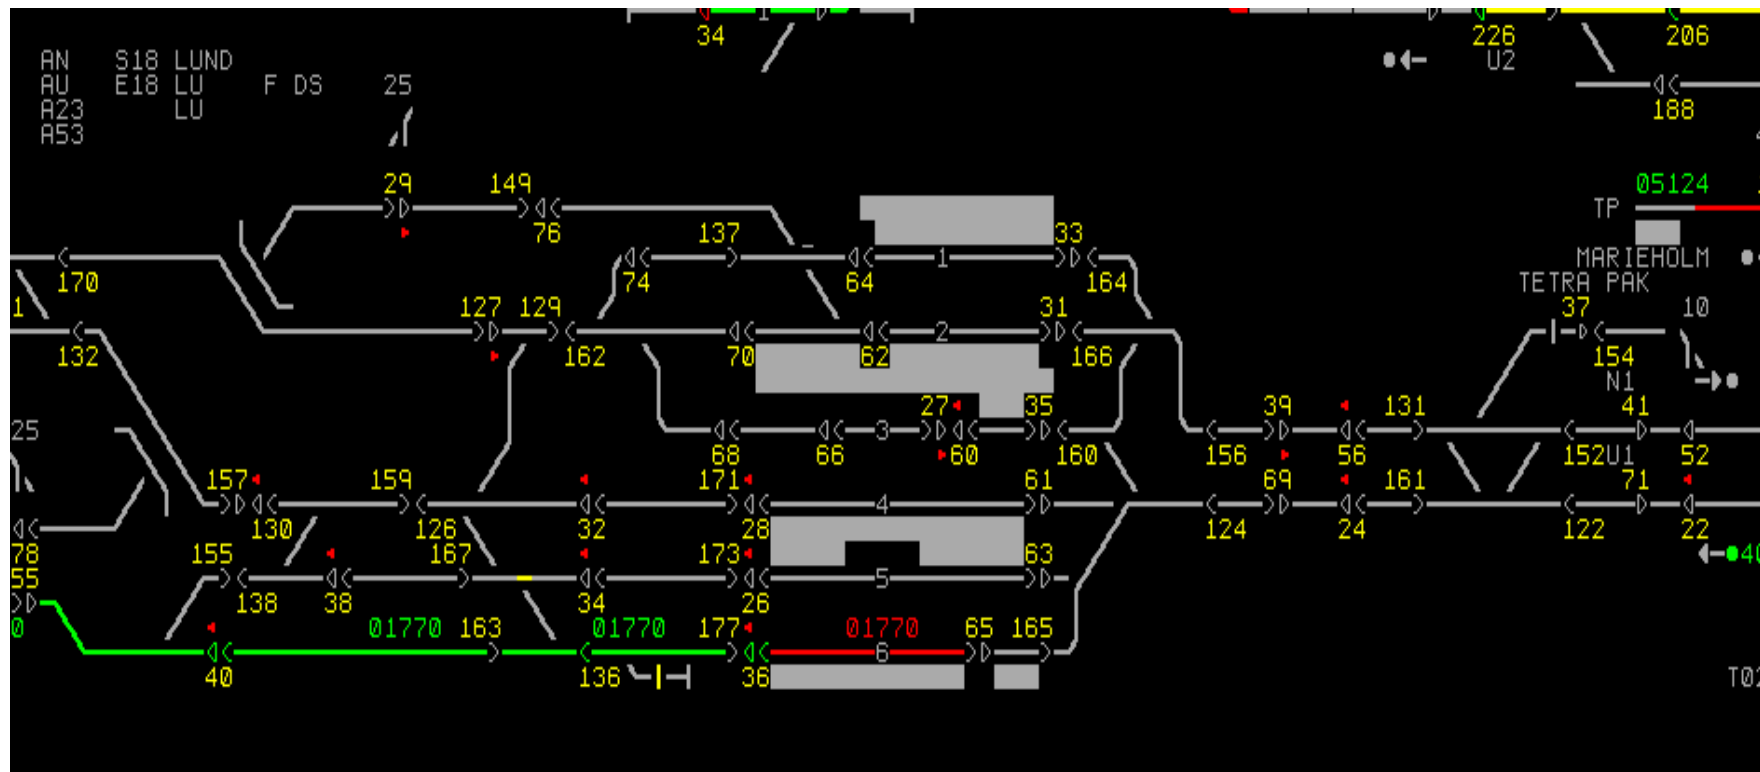 1
34 226 206
AN S18 LUND U2
AU E18 LU F DS 25
A23 LU 188
A53
29 149 05124
TP
76 137 33
1 MARIEHOLM
170 74 64 164 TETRA PAK
1 127 129 31 37 10
2
132 162 70 62 166 154
N1
27 35 39 131 41
25 3
68 66 60 160 156 56 152 U1 52
157 159 171 61 69 161 71
4
130 126 32 28 124 24 122 22
78 155 167 173 63 40
55 5
138 38 34 26
0 01770 163 01770 177 01770 65 165
6
40 136 36 T02